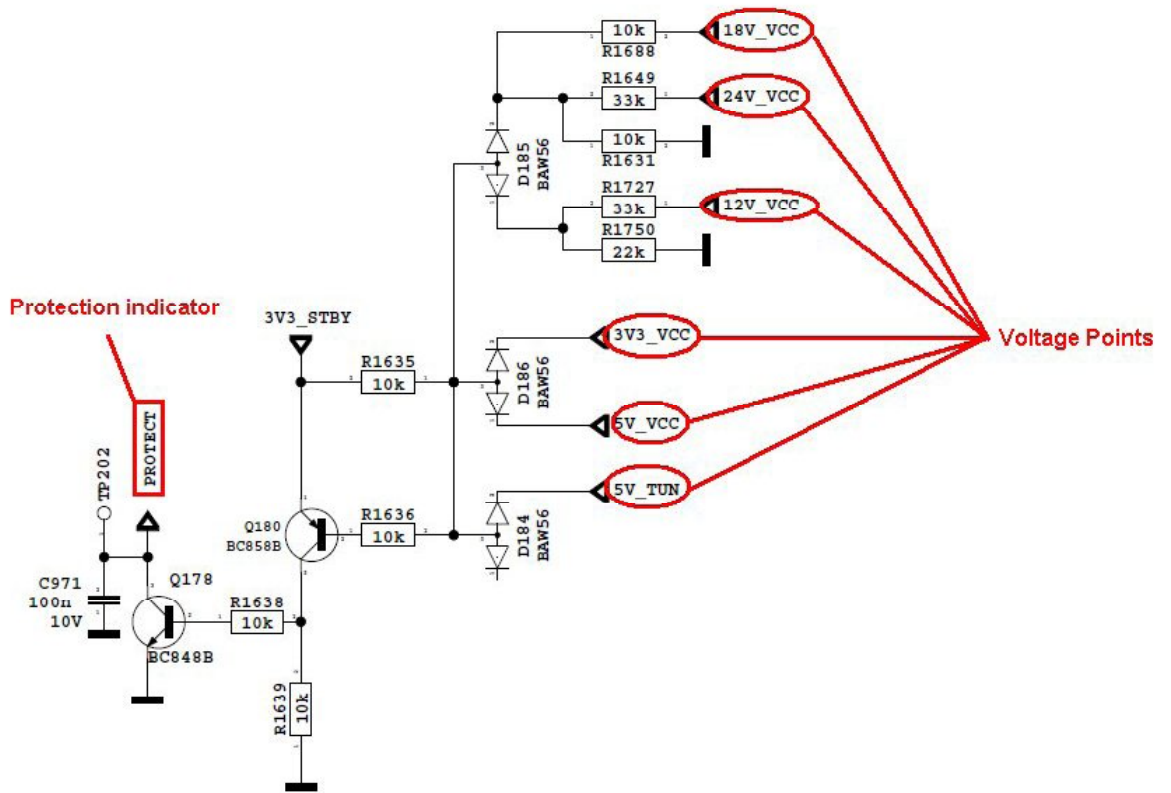 10k
R1688
18V_VCC
R1649
33k
24V_VCC
10k
R1631
D185
BAW56
R1727
33k
12V_VCC
R1750
22k
Protection indicator
3V3_STBY
3V3_VCC
Voltage Points
R1635
10k
D186
BAW56
5V_VCC
PROTECT
TP202
5V_TUN
Q180
BC858B
R1636
10k
D184
BAW56
C971
100n
10V
Q178
BC848B
R1638
10k
R1639
10k